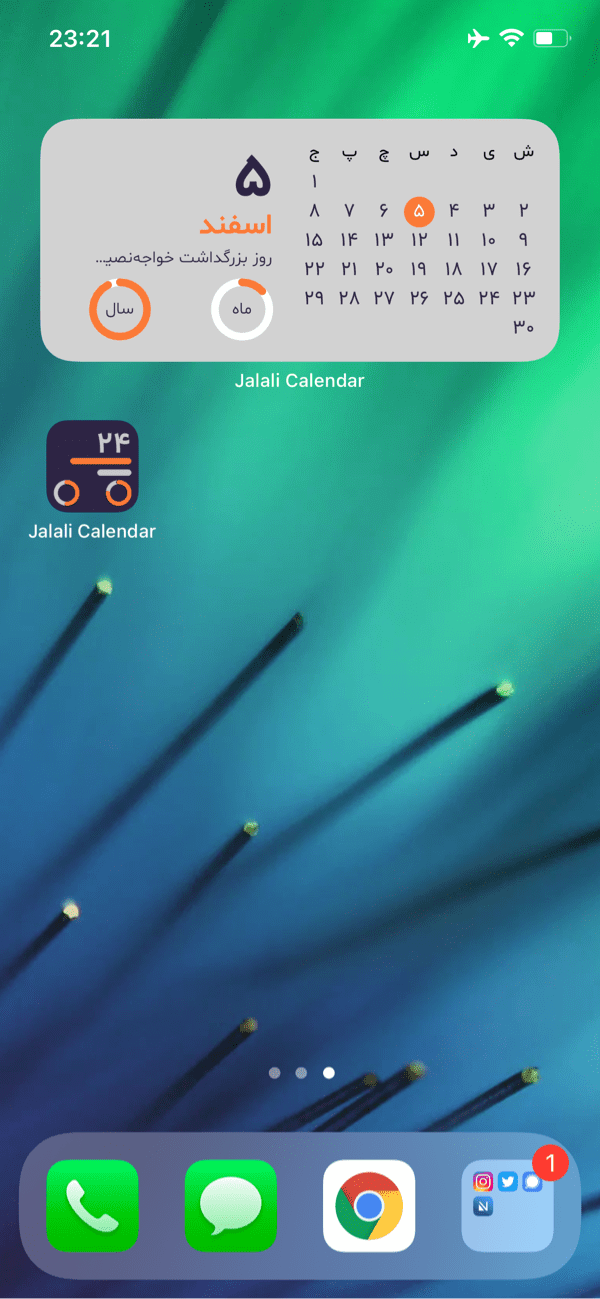 23:21
ش ی د س چ پ ج
۱
۲ ۳ ۴ ۵ ۶ ۷ ۸
۹ ۱۰ ۱۱ ۱۲ ۱۳ ۱۴ ۱۵
۱۶ ۱۷ ۱۸ ۱۹ ۲۰ ۲۱ ۲۲
۲۳ ۲۴ ۲۵ ۲۶ ۲۷ ۲۸ ۲۹
۳۰
۵
اسفند
روز بزرگداشت خواجه‌نصیـ...
ماه
سال
Jalali Calendar
۲۴
Jalali Calendar
1